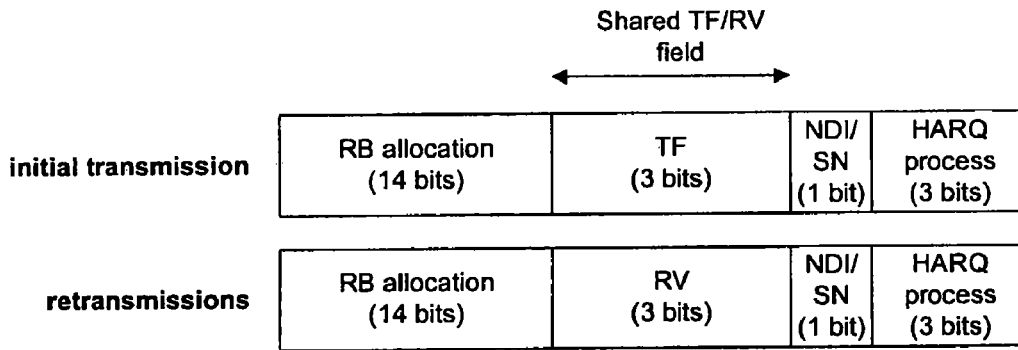 Shared TF/RV
field
initial transmission
RB allocation
(14 bits)
TF
(3 bits)
NDI/
SN
(1 bit)
HARQ
process
(3 bits)
retransmissions
RB allocation
(14 bits)
RV
(3 bits)
NDI/
SN
(1 bit)
HARQ
process
(3 bits)